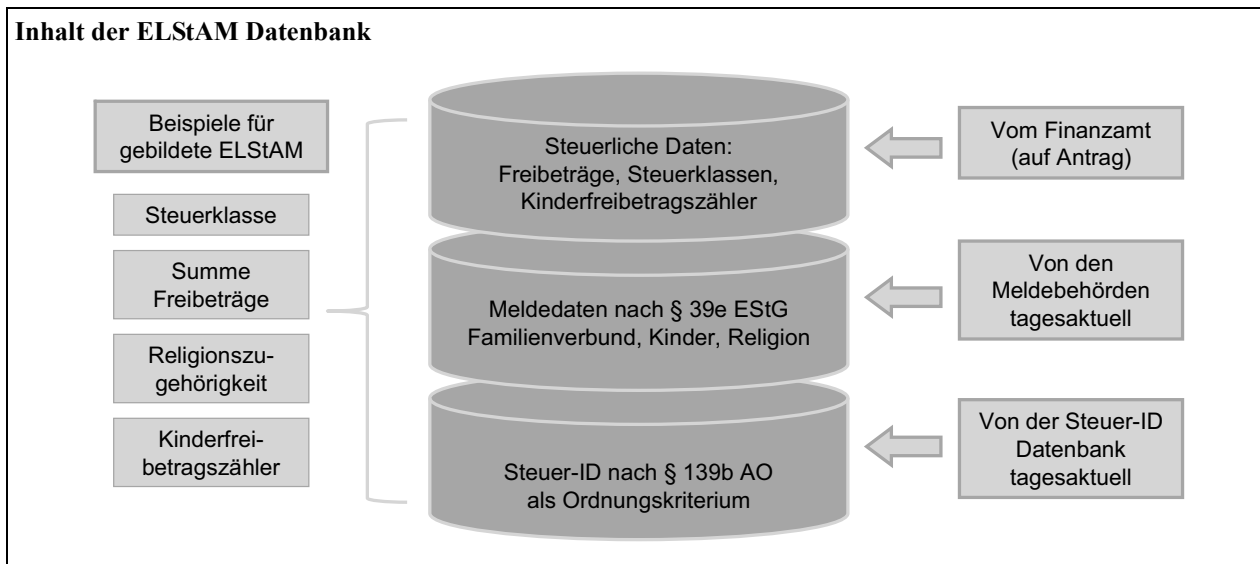 Inhalt der ELStAM Datenbank
Beispiele für
gebildete ELStAM
Steuerklasse
Summe
Freibeträge
Religionszu-
gehörigkeit
Kinderfrei-
betragszähler
Steuerliche Daten:
Freibeträge, Steuerklassen,
Kinderfreibetragszähler
Meldedaten nach § 39e EStG
Familienverbund, Kinder, Religion
Steuer-ID nach § 139b AO
als Ordnungskriterium
Vom Finanzamt
(auf Antrag)
Von den
Meldebehörden
tagesaktuell
Von der Steuer-ID
Datenbank
tagesaktuell